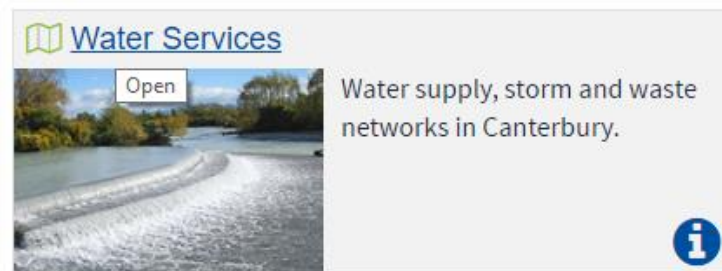 Water Services
Open
Water supply, storm and waste
networks in Canterbury.